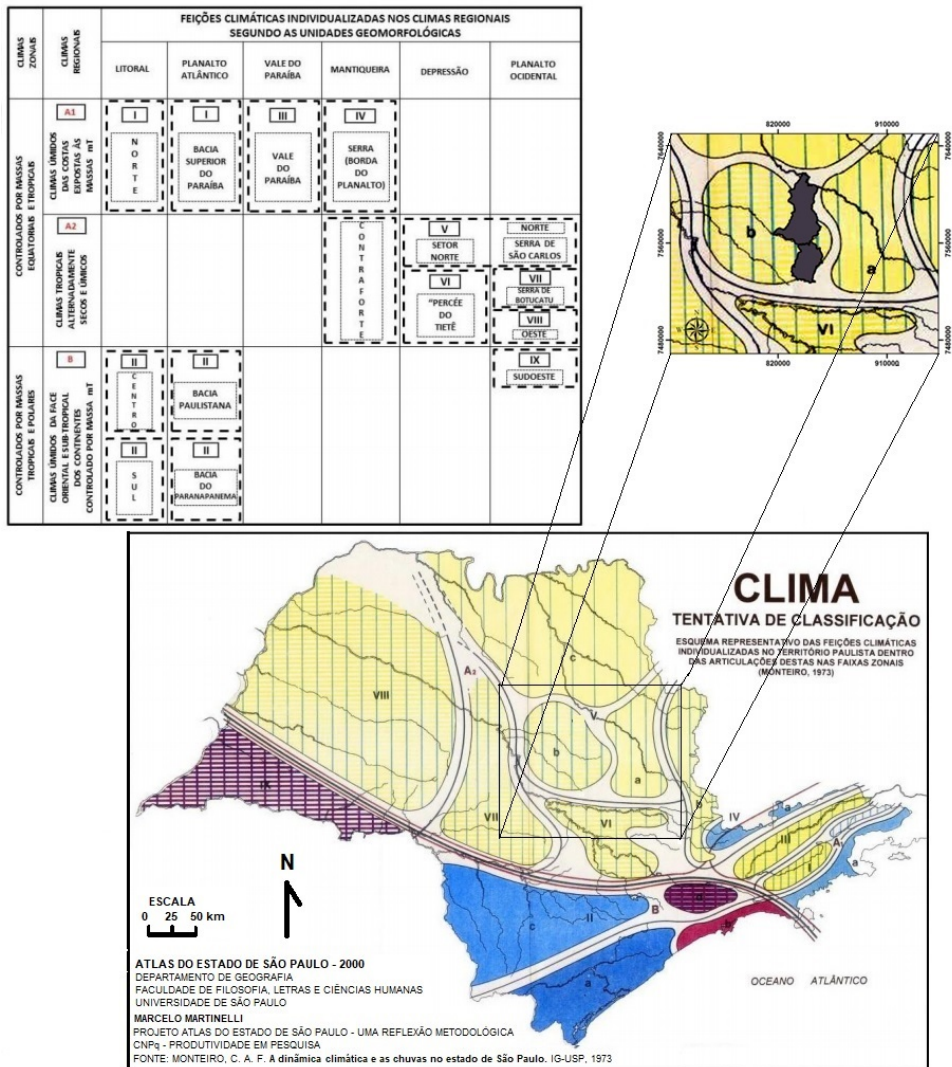 FEIÇÕES CLIMÁTICAS INDIVIDUALIZADAS NOS CLIMAS REGIONAIS
SEGUNDO AS UNIDADES GEOMORFOLÓGICAS
CLIMAS
ZONAIS
CLIMAS
REGIONAIS
LITORAL
PLANALTO
ATLÂNTICO
VALE DO
PARAÍBA
MANTIQUEIRA
DEPRESSÃO
PLANALTO
OCIDENTAL
CONTROLADOS POR MASSAS
EQUATORIAIS E TROPICAIS
A1
CLIMAS ÚMIDOS
DAS COSTAS
EXPOSTAS ÀS
MASSAS mT
I
NORTE
I
BACIA
SUPERIOR
DO
PARAÍBA
III
VALE
DO
PARAÍBA
IV
SERRA
(BORDA
DO
PLANALTO)
A2
CLIMAS TROPICAIS
ALTERNADAMENTE
SECOS E ÚMICOS
CONTRAFORTE
V
SETOR
NORTE
VI
"PERCÉE
DO
TIETÊ
NORTE
SERRA DE
SÃO CARLOS
VII
SERRA DE
BOTUCATU
VIII
OESTE
CONTROLADOS POR MASSAS
TROPICAIS E POLARES
B
CLIMAS ÚMIDOS DA FACE
ORIENTAL E SUB-TROPICAL
DOS CONTINENTES
CONTROLADO POR MASSA mT
II
CENTRO
II
BACIA
PAULISTANA
II
SUL
II
BACIA
DO
PARANAPANEMA
IX
SUDOESTE
820000
910000
7640000
7640000
7560000
7560000
7480000
7480000
b
a
VI
820000
910000
CLIMA
TENTATIVA DE CLASSIFICAÇÃO
ESQUEMA REPRESENTATIVO DAS FEIÇÕES CLIMÁTICAS
INDIVIDUALIZADAS NO TERRITÓRIO PAULISTA DENTRO
DAS ARTICULAÇÕES DESTAS NAS FAIXAS ZONAIS
(MONTEIRO, 1973)
c
A2
VIII
V
b
a
IX
VII
VI
b
IV
a
III
I
A
a
II
c
B
b
a
N
ESCALA
0 25 50 km
OCEANO ATLÂNTICO
ATLAS DO ESTADO DE SÃO PAULO - 2000
DEPARTAMENTO DE GEOGRAFIA
FACULDADE DE FILOSOFIA, LETRAS E CIÊNCIAS HUMANAS
UNIVERSIDADE DE SÃO PAULO
MARCELO MARTINELLI
PROJETO ATLAS DO ESTADO DE SÃO PAULO - UMA REFLEXÃO METODOLÓGICA
CNPq - PRODUTIVIDADE EM PESQUISA
FONTE: MONTEIRO, C. A. F. A dinâmica climática e as chuvas no estado de São Paulo. IG-USP, 1973